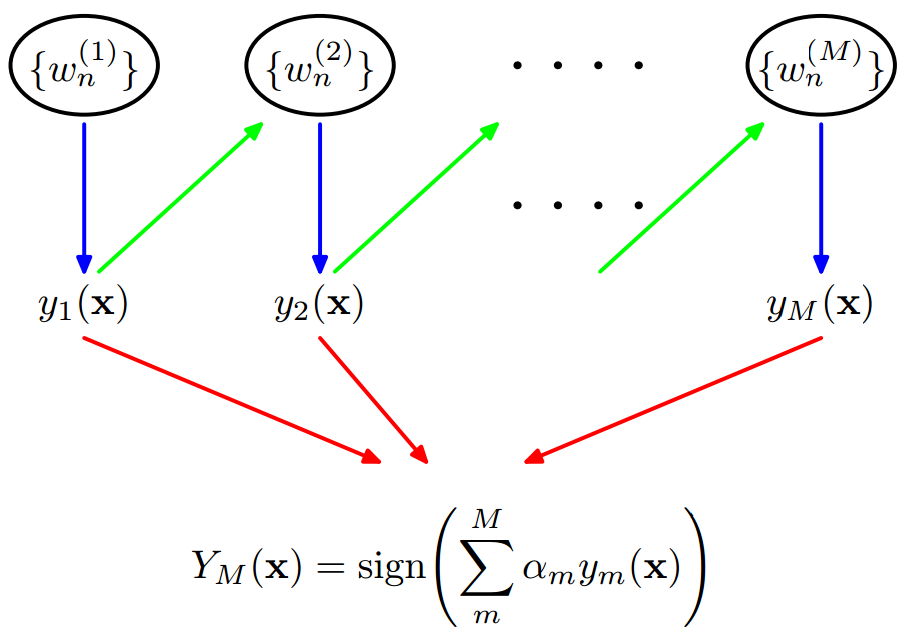 {w_n^{(1)}} {w_n^{(2)}} · · · · {w_n^{(M)}}
· · · ·
y_1(𝐱) y_2(𝐱) y_M(𝐱)
Y_M(𝐱) = sign(∑_m^M α_m y_m(𝐱))